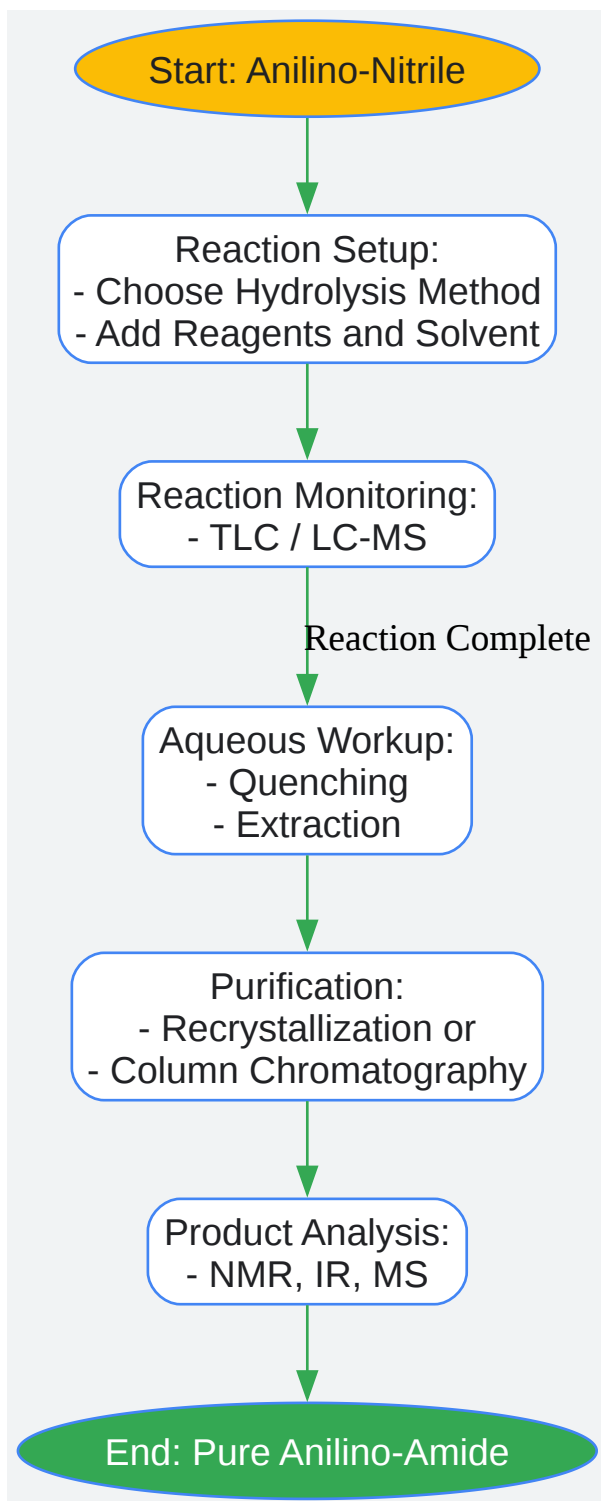 Start: Anilino-Nitrile
Reaction Setup:
- Choose Hydrolysis Method
- Add Reagents and Solvent
Reaction Monitoring:
- TLC / LC-MS
Reaction Complete
Aqueous Workup:
- Quenching
- Extraction
Purification:
- Recrystallization or
- Column Chromatography
Product Analysis:
- NMR, IR, MS
End: Pure Anilino-Amide